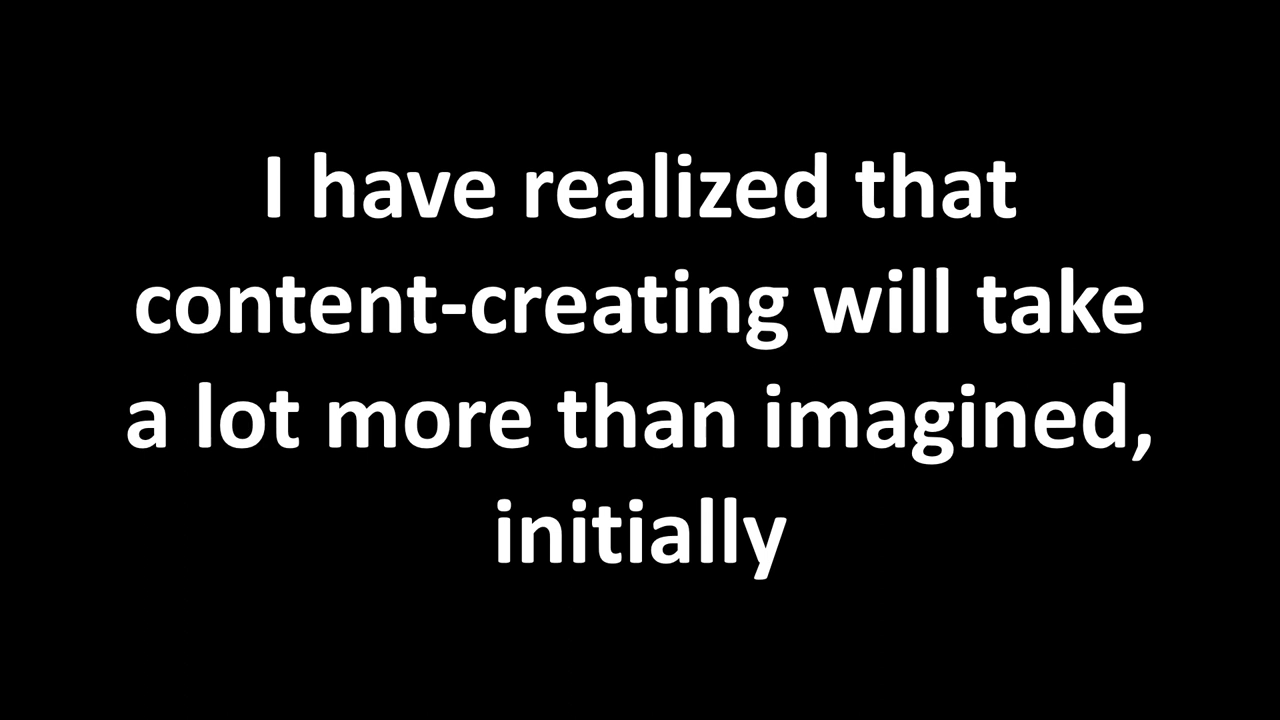 I have realized that
content-creating will take
a lot more than imagined,
initially